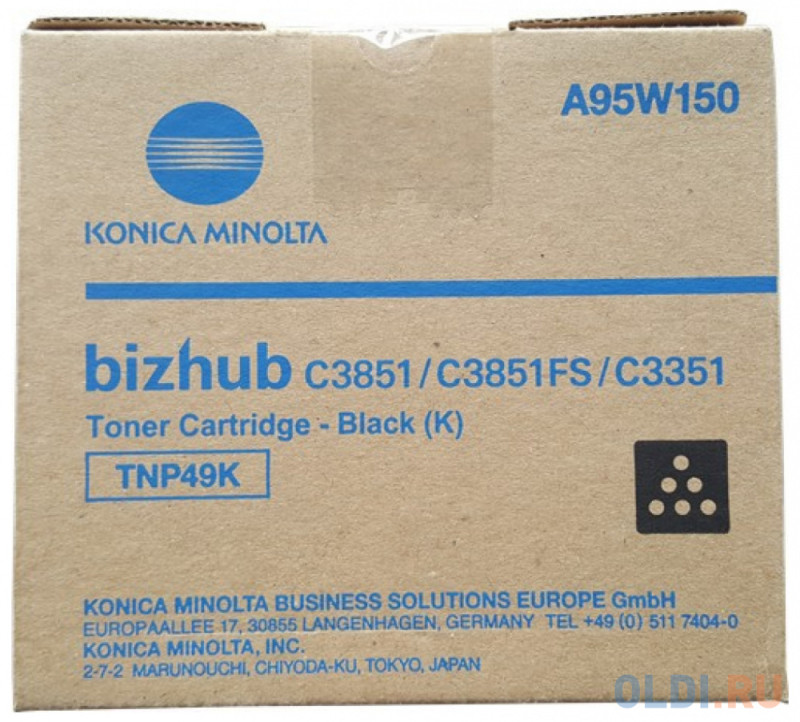 A95W150
KONICA MINOLTA
bizhub C3851/C3851FS/C3351
Toner Cartridge - Black (K)
TNP49K
KONICA MINOLTA BUSINESS SOLUTIONS EUROPE GmbH
EUROPAALLEE 17, 30855 LANGENHAGEN, GERMANY TEL +49 (0) 511 7404-0
KONICA MINOLTA, INC.
2-7-2 MARUNOUCHI, CHIYODA-KU, TOKYO, JAPAN
OLDI.RU